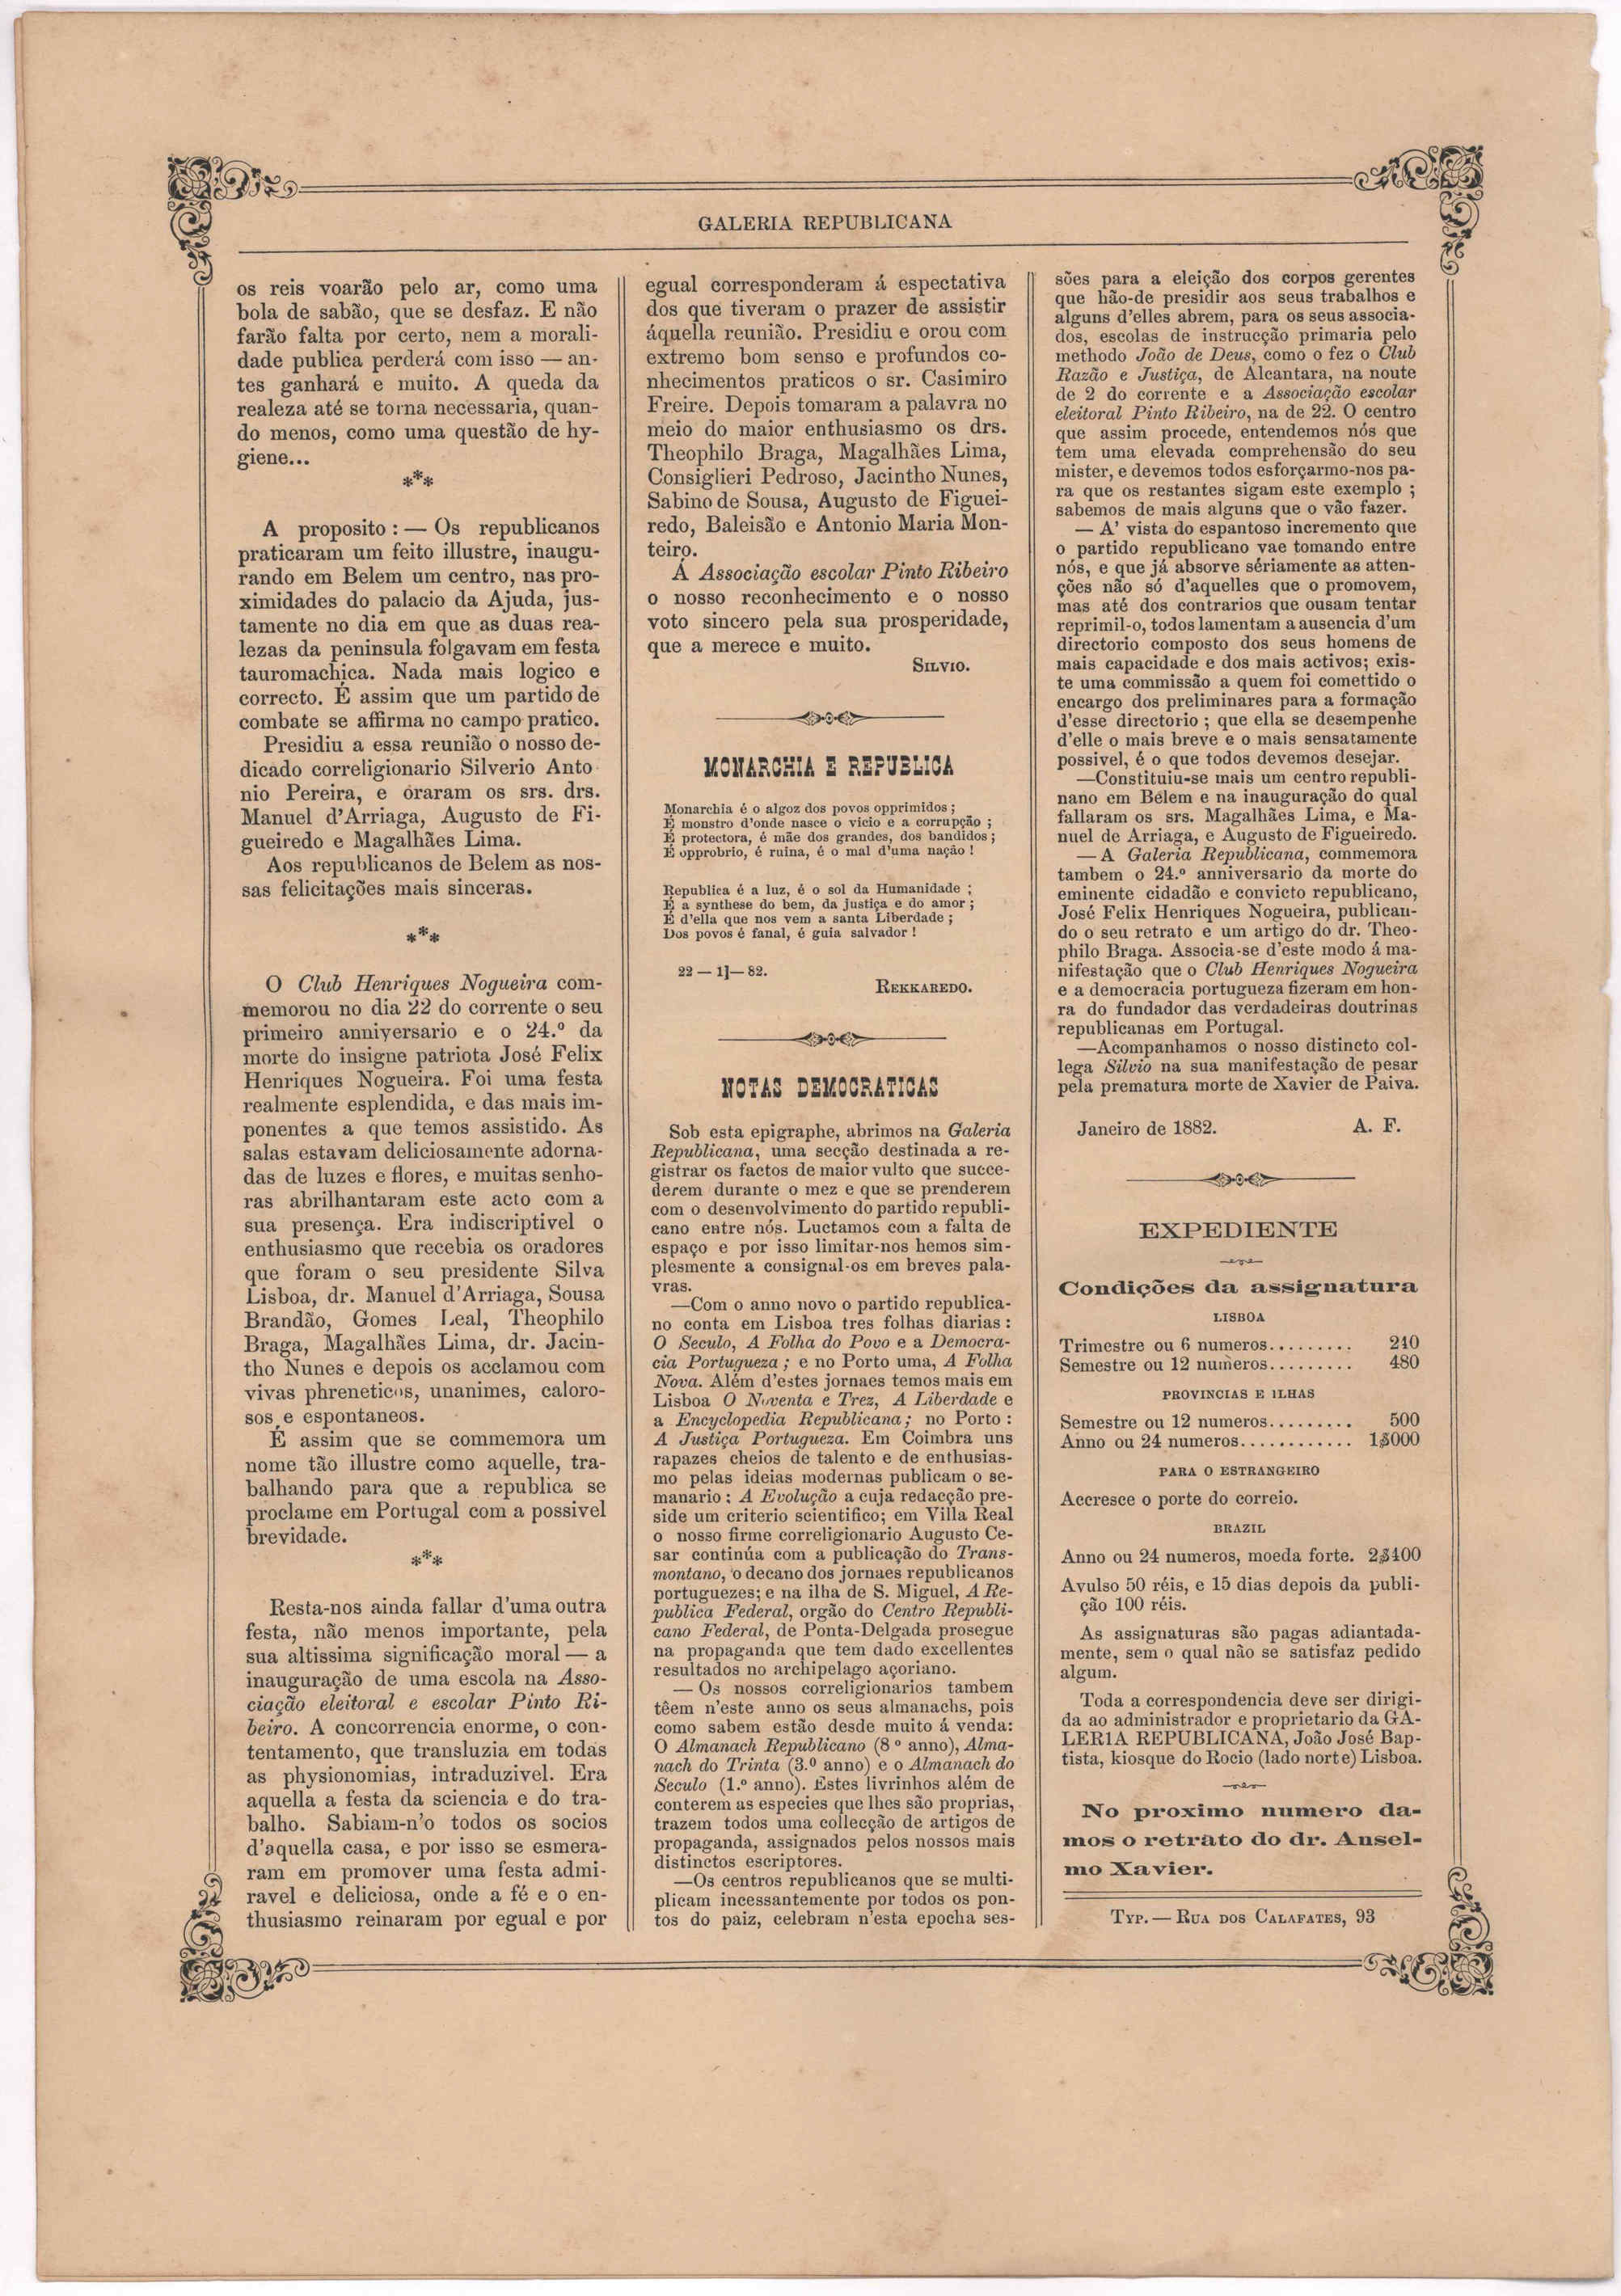 GALERIA REPUBLICANA
os reis voarão pelo ar, como uma
bola de sabão, que se desfaz. E não
farão falta por certo, nem a morali-
dade publica perderá com isso — an-
tes ganhará e muito. A queda da
realeza até se torna necessaria, quan-
do menos, como uma questão de hy-
giene...
***
A proposito : — Os republicanos
praticaram um feito illustre, inaugu-
rando em Belem um centro, nas pro-
ximidades do palacio da Ajuda, jus-
tamente no dia em que as duas rea-
lezas da peninsula folgavam em festa
tauromachica. Nada mais logico e
correcto. É assim que um partido de
combate se affirma no campo pratico.
Presidiu a essa reunião o nosso de-
dicado correligionario Silverio Anto
nio Pereira, e oraram os srs. drs.
Manuel d'Arriaga, Augusto de Fi-
gueiredo e Magalhães Lima.
Aos republicanos de Belem as nos-
sas felicitações mais sinceras.
***
O Club Henriques Nogueira com-
memorou no dia 22 do corrente o seu
primeiro anniversario e o 24.º da
morte do insigne patriota José Felix
Henriques Nogueira. Foi uma festa
realmente esplendida, e das mais im-
ponentes a que temos assistido. As
salas estavam deliciosamente adorna-
das de luzes e flores, e muitas senho-
ras abrilhantaram este acto com a
sua presença. Era indiscriptivel o
enthusiasmo que recebia os oradores
que foram o seu presidente Silva
Lisboa, dr. Manuel d'Arriaga, Sousa
Brandão, Gomes Leal, Theophilo
Braga, Magalhães Lima, dr. Jacin-
tho Nunes e depois os acclamou com
vivas phreneticos, unanimes, caloro-
sos e espontaneos.
É assim que se commemora um
nome tão illustre como aquelle, tra-
balhando para que a republica se
proclame em Portugal com a possivel
brevidade.
***
Resta-nos ainda fallar d'uma outra
festa, não menos importante, pela
sua altissima significação moral — a
inauguração de uma escola na Asso-
ciação eleitoral e escolar Pinto Ri-
beiro. A concorrencia enorme, o con-
tentamento, que transluzia em todas
as physionomias, intraduzivel. Era
aquella a festa da sciencia e do tra-
balho. Sabiam-n'o todos os socios
d'aquella casa, e por isso se esmera-
ram em promover uma festa admi-
ravel e deliciosa, onde a fé e o en-
thusiasmo reinaram por egual e por
egual corresponderam á espectativa
dos que tiveram o prazer de assistir
áquella reunião. Presidiu e orou com
extremo bom senso e profundos co-
nhecimentos praticos o sr. Casimiro
Freire. Depois tomaram a palavra no
meio do maior enthusiasmo os drs.
Theophilo Braga, Magalhães Lima,
Consiglieri Pedroso, Jacintho Nunes,
Sabino de Sousa, Augusto de Figuei-
redo, Baleisão e Antonio Maria Mon-
teiro.
Á Associação escolar Pinto Ribeiro
o nosso reconhecimento e o nosso
voto sincero pela sua prosperidade,
que a merece e muito.
SILVIO.
MONARCHIA E REPUBLICA
Monarchia é o algoz dos povos opprimidos ;
É monstro d'onde nasce o vicio e a corrupção ;
É protectora, é mãe dos grandes, dos bandidos ;
É opprobrio, é ruina, é o mal d'uma nação !
Republica é a luz, é o sol da Humanidade ;
É a synthese do bem, da justiça e do amor ;
É d'ella que nos vem a santa Liberdade ;
Dos povos é fanal, é guia salvador !
22 — 1]— 82.
REKKAREDO.
NOTAS DEMOCRATICAS
Sob esta epigraphe, abrimos na Galeria
Republicana, uma secção destinada a re-
gistrar os factos de maior vulto que succe-
derem durante o mez e que se prenderem
com o desenvolvimento do partido republi-
cano entre nós. Luctamos com a falta de
espaço e por isso limitar-nos hemos sim-
plesmente a consignal-os em breves pala-
vras.
—Com o anno novo o partido republica-
no conta em Lisboa tres folhas diarias :
O Seculo, A Folha do Povo e a Democra-
cia Portugueza ; e no Porto uma, A Folha
Nova. Além d'estes jornaes temos mais em
Lisboa O Noventa e Trez, A Liberdade e
a Encyclopedia Republicana; no Porto :
A Justiça Portugueza. Em Coimbra uns
rapazes cheios de talento e de enthusias-
mo pelas ideias modernas publicam o se-
manario : A Evolução a cuja redacção pre-
side um criterio scientifico; em Villa Real
o nosso firme correligionario Augusto Ce-
sar continúa com a publicação do Trans-
montano, o decano dos jornaes republicanos
portuguezes; e na ilha de S. Miguel, A Re-
publica Federal, orgão do Centro Republi-
cano Federal, de Ponta-Delgada prosegue
na propaganda que tem dado excellentes
resultados no archipelago açoriano.
— Os nossos correligionarios tambem
têem n'este anno os seus almanachs, pois
como sabem estão desde muito á venda:
O Almanach Republicano (8 º anno), Alma-
nach do Trinta (3.º anno) e o Almanach do
Seculo (1.º anno). Estes livrinhos além de
conterem as especies que lhes são proprias,
trazem todos uma collecção de artigos de
propaganda, assignados pelos nossos mais
distinctos escriptores.
—Os centros republicanos que se multi-
plicam incessantemente por todos os pon-
tos do paiz, celebram n'esta epocha ses-
sões para a eleição dos corpos gerentes
que hão-de presidir aos seus trabalhos e
alguns d'elles abrem, para os seus associa-
dos, escolas de instrucção primaria pelo
methodo João de Deus, como o fez o Club
Razão e Justiça, de Alcantara, na noute
de 2 do corrente e a Associação escolar
eleitoral Pinto Ribeiro, na de 22. O centro
que assim procede, entendemos nós que
tem uma elevada comprehensão do seu
mister, e devemos todos esforçarmo-nos pa-
ra que os restantes sigam este exemplo ;
sabemos de mais alguns que o vão fazer.
— A' vista do espantoso incremento que
o partido republicano vae tomando entre
nós, e que já absorve sériamente as atten-
ções não só d'aquelles que o promovem,
mas até dos contrarios que ousam tentar
reprimil-o, todos lamentam a ausencia d'um
directorio composto dos seus homens de
mais capacidade e dos mais activos; exis-
te uma commissão a quem foi comettido o
encargo dos preliminares para a formação
d'esse directorio ; que ella se desempenhe
d'elle o mais breve e o mais sensatamente
possivel, é o que todos devemos desejar.
—Constituiu-se mais um centro republi-
nano em Belem e na inauguração do qual
fallaram os srs. Magalhães Lima, e Ma-
nuel de Arriaga, e Augusto de Figueiredo.
— A Galeria Republicana, commemora
tambem o 24.º anniversario da morte do
eminente cidadão e convicto republicano,
José Felix Henriques Nogueira, publican-
do o seu retrato e um artigo do dr. Theo-
philo Braga. Associa-se d'este modo á ma-
nifestação que o Club Henriques Nogueira
e a democracia portugueza fizeram em hon-
ra do fundador das verdadeiras doutrinas
republicanas em Portugal.
—Acompanhamos o nosso distincto col-
lega Silvio na sua manifestação de pesar
pela prematura morte de Xavier de Paiva.
Janeiro de 1882. A. F.
EXPEDIENTE
Condições da assignatura
LISBOA
Trimestre ou 6 numeros......... 240
Semestre ou 12 numeros......... 480
PROVINCIAS E ILHAS
Semestre ou 12 numeros......... 500
Anno ou 24 numeros............ 1$000
PARA O ESTRANGEIRO
Accresce o porte do correio.
BRAZIL
Anno ou 24 numeros, moeda forte. 2$400
Avulso 50 réis, e 15 dias depois da publi-
ção 100 réis.
As assignaturas são pagas adiantada-
mente, sem o qual não se satisfaz pedido
algum.
Toda a correspondencia deve ser dirigi-
da ao administrador e proprietario da GA-
LERIA REPUBLICANA, João José Bap-
tista, kiosque do Rocio (lado norte) Lisboa.
No proximo numero da-
mos o retrato do dr. Ansel-
mo Xavier.
TYP. — RUA DOS CALAFATES, 93